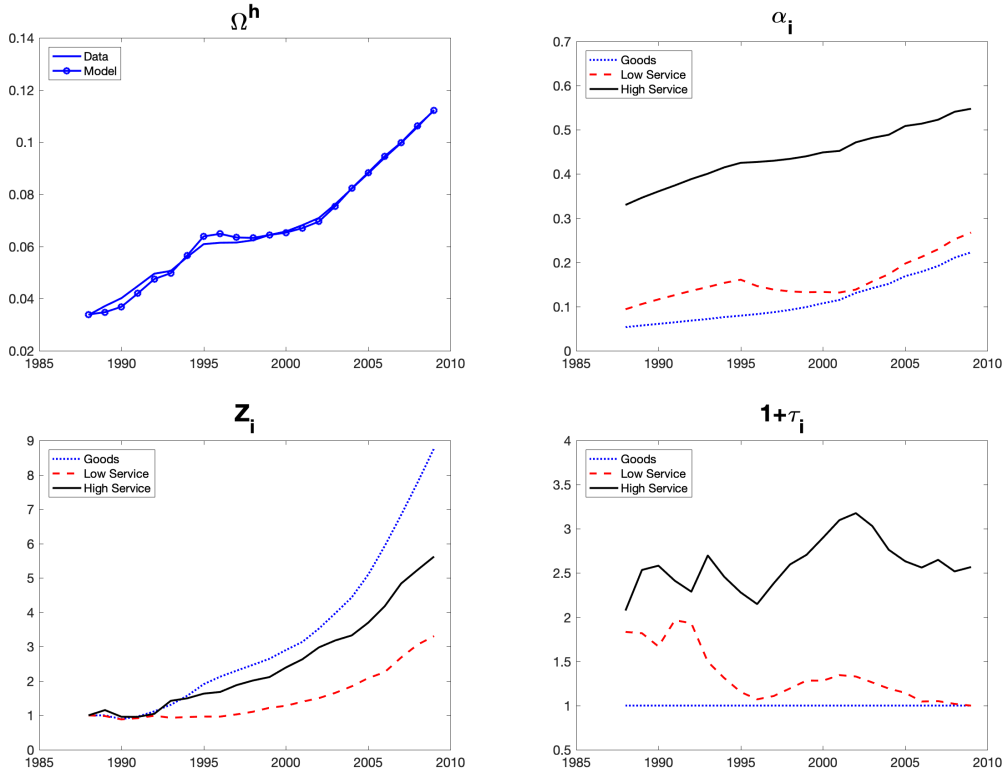 Ω^h
0.14
0.12
0.1
0.08
0.06
0.04
0.02
Data
Model
1985 1990 1995 2000 2005 2010
α_i
0.7
0.6
0.5
0.4
0.3
0.2
0.1
0
Goods
Low Service
High Service
1985 1990 1995 2000 2005 2010
Z_i
9
8
7
6
5
4
3
2
1
0
Goods
Low Service
High Service
1985 1990 1995 2000 2005 2010
1+τ_i
4
3.5
3
2.5
2
1.5
1
0.5
Goods
Low Service
High Service
1985 1990 1995 2000 2005 2010